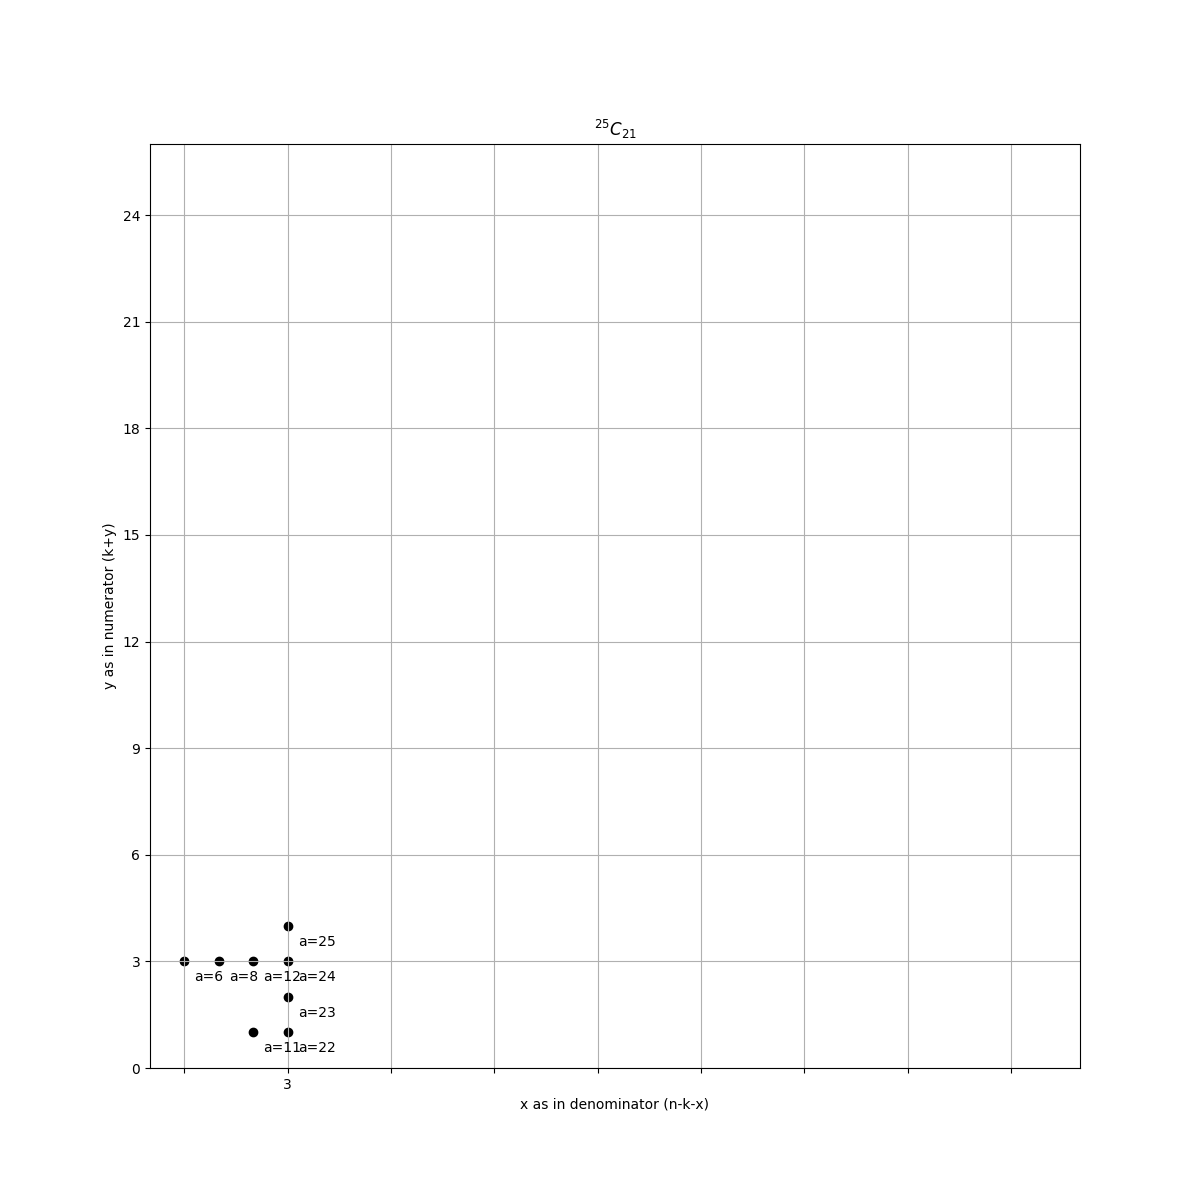 ²⁵C₂₁
24
21
18
15
12
9
6
3
0
y as in numerator (k+y)
a=25
a=6 a=8 a=12 a=24
a=23
a=11 a=22
3
x as in denominator (n-k-x)